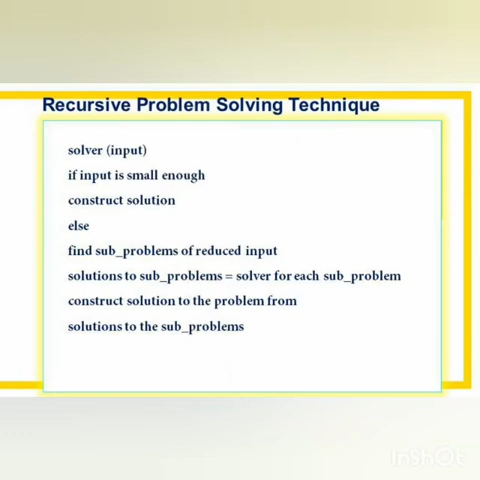 Recursive Problem Solving Technique
solver (input)
if input is small enough
construct solution
else
find sub_problems of reduced input
solutions to sub_problems = solver for each sub_problem
construct solution to the problem from
solutions to the sub_problems
InShOt